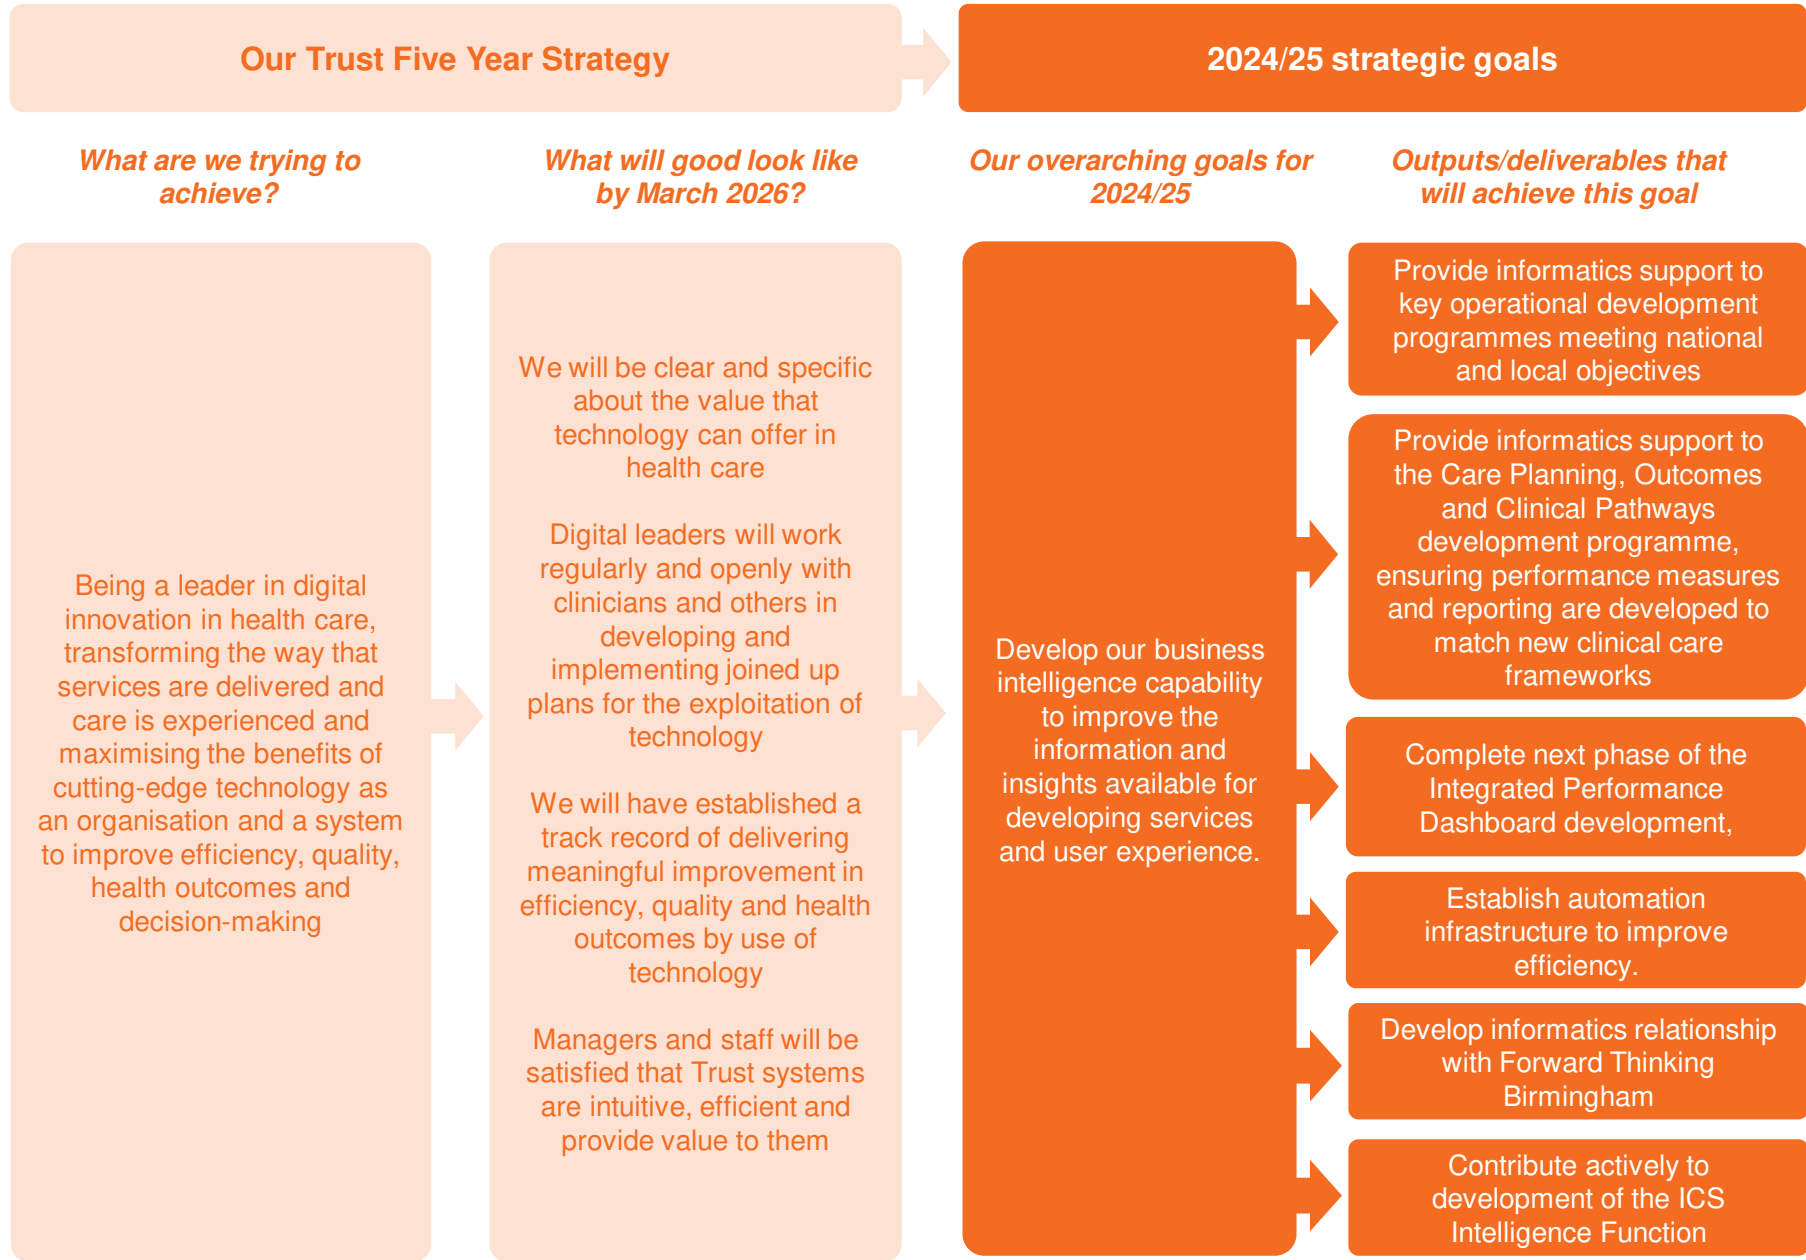 Our Trust Five Year Strategy
2024/25 strategic goals
What are we trying to
achieve?
What will good look like
by March 2026?
Our overarching goals for
2024/25
Outputs/deliverables that
will achieve this goal
Being a leader in digital
innovation in health care,
transforming the way that
services are delivered and
care is experienced and
maximising the benefits of
cutting-edge technology as
an organisation and a system
to improve efficiency, quality,
health outcomes and
decision-making
We will be clear and specific
about the value that
technology can offer in
health care
Digital leaders will work
regularly and openly with
clinicians and others in
developing and
implementing joined up
plans for the exploitation of
technology
We will have established a
track record of delivering
meaningful improvement in
efficiency, quality and health
outcomes by use of
technology
Managers and staff will be
satisfied that Trust systems
are intuitive, efficient and
provide value to them
Develop our business
intelligence capability
to improve the
information and
insights available for
developing services
and user experience.
Provide informatics support to
key operational development
programmes meeting national
and local objectives
Provide informatics support to
the Care Planning, Outcomes
and Clinical Pathways
development programme,
ensuring performance measures
and reporting are developed to
match new clinical care
frameworks
Complete next phase of the
Integrated Performance
Dashboard development,
Establish automation
infrastructure to improve
efficiency.
Develop informatics relationship
with Forward Thinking
Birmingham
Contribute actively to
development of the ICS
Intelligence Function